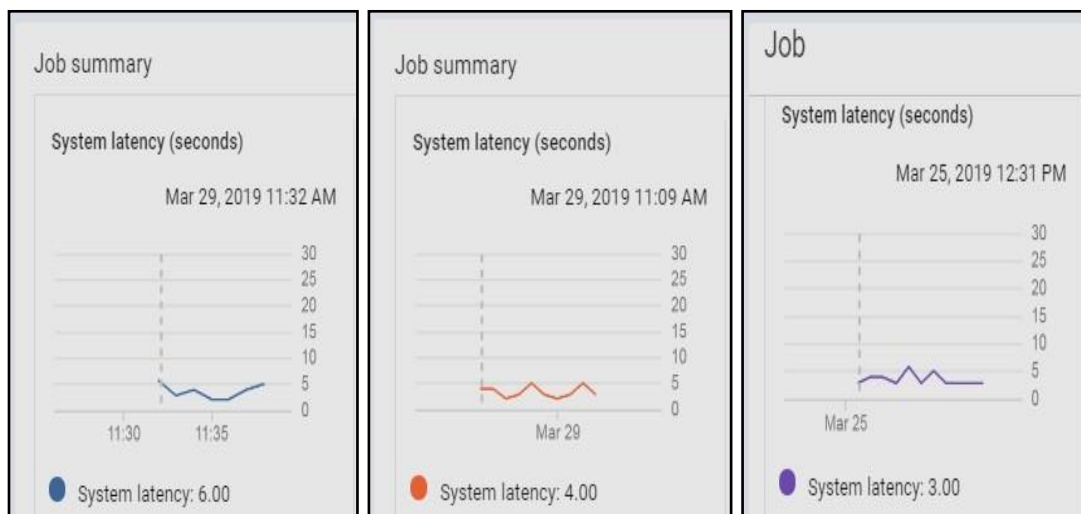 Job summary
System latency (seconds)
Mar 29, 2019 11:32 AM
30
25
20
15
10
5
0
11:30 11:35
System latency: 6.00
Job summary
System latency (seconds)
Mar 29, 2019 11:09 AM
30
25
20
15
10
5
0
Mar 29
System latency: 4.00
Job
System latency (seconds)
Mar 25, 2019 12:31 PM
30
25
20
15
10
5
0
Mar 25
System latency: 3.00